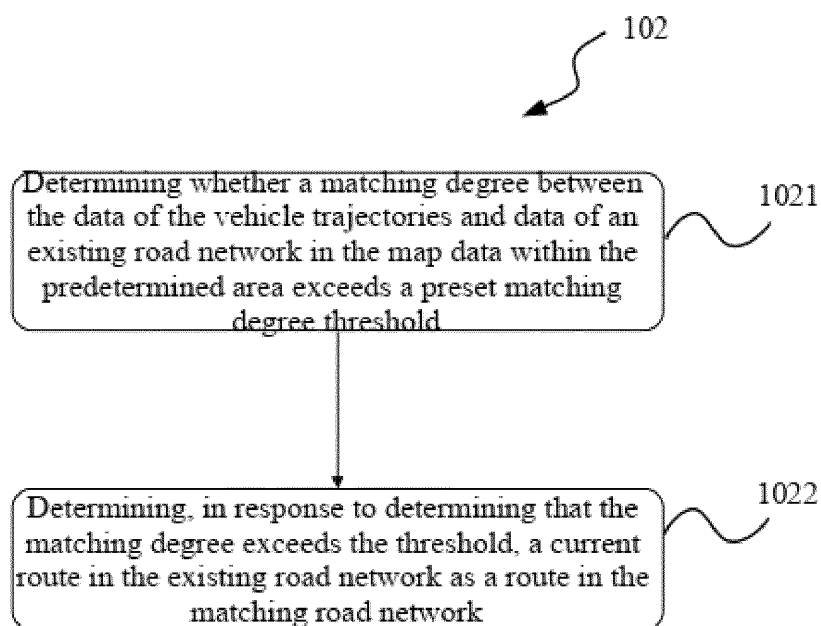 102
Determining whether a matching degree between
the data of the vehicle trajectories and data of an
existing road network in the map data within the
predetermined area exceeds a preset matching
degree threshold
1021
Determining, in response to determining that the
matching degree exceeds the threshold, a current
route in the existing road network as a route in the
matching road network
1022